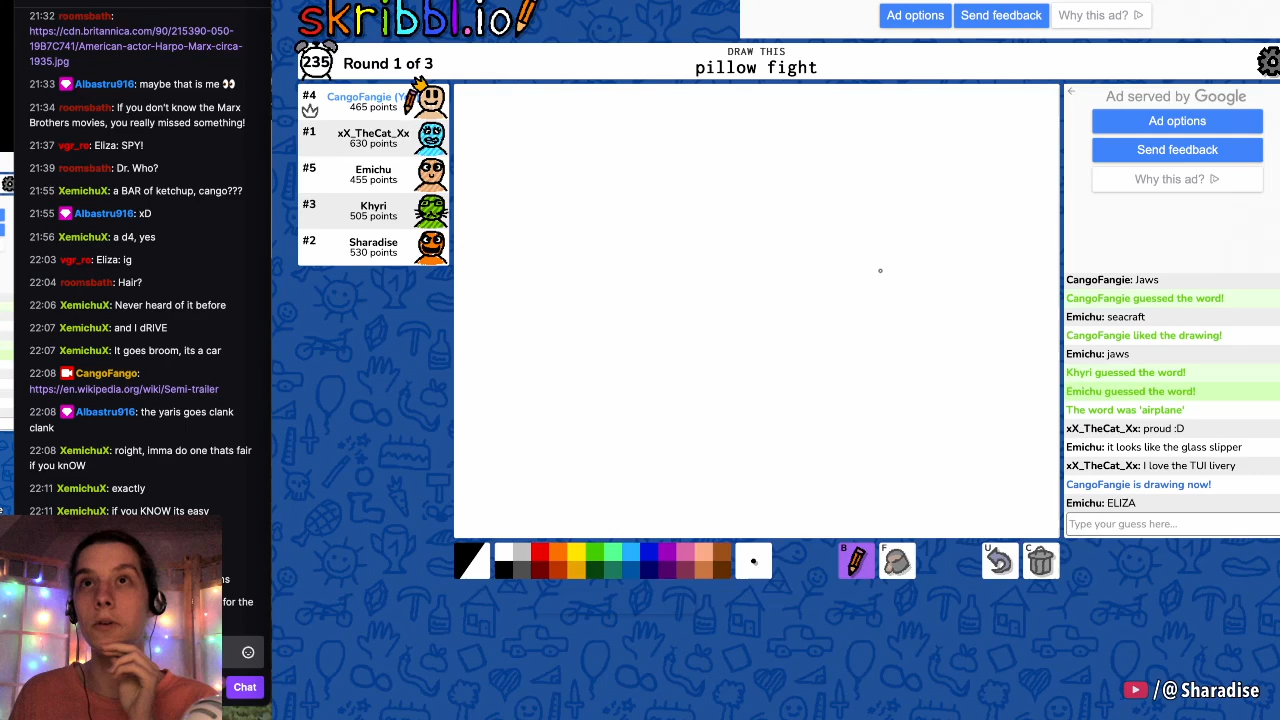 21:32 roomsbath:
https://cdn.britannica.com/90/215390-050-
19B7C741/American-actor-Harpo-Marx-circa-
1935.jpg
21:33 Albastru916: maybe that is me 👀
21:34 roomsbath: If you don't know the Marx
Brothers movies, you really missed something!
21:37 vgr_ro: Eliza: SPY!
21:39 roomsbath: Dr. Who?
21:55 XemichuX: a BAR of ketchup, cango???
21:55 Albastru916: xD
21:56 XemichuX: a d4, yes
22:03 vgr_ro: Eliza: ig
22:04 roomsbath: Hair?
22:06 XemichuX: Never heard of it before
22:07 XemichuX: and I dRIVE
22:07 XemichuX: It goes broom, its a car
22:08 CangoFango:
https://en.wikipedia.org/wiki/Semi-trailer
22:08 Albastru916: the yaris goes clank
clank
22:08 XemichuX: roight, imma do one thats fair
if you knOW
22:11 XemichuX: exactly
22:11 XemichuX: if you KNOW its easy
for the
Chat
skribbl.io!
235
Round 1 of 3
DRAW THIS
pillow fight
#4 CangoFangie (Y
465 points
#1 xX_TheCat_Xx
630 points
#5 Emichu
455 points
#3 Khyri
505 points
#2 Sharadise
530 points
B
F
U
C
Ad options
Send feedback
Why this ad?
Ad served by Google
Ad options
Send feedback
Why this ad?
CangoFangie: Jaws
CangoFangie guessed the word!
Emichu: seacraft
CangoFangie liked the drawing!
Emichu: jaws
Khyri guessed the word!
Emichu guessed the word!
The word was 'airplane'
xX_TheCat_Xx: proud :D
Emichu: it looks like the glass slipper
xX_TheCat_Xx: I love the TUI livery
CangoFangie is drawing now!
Emichu: ELIZA
Type your guess here...
/@Sharadise